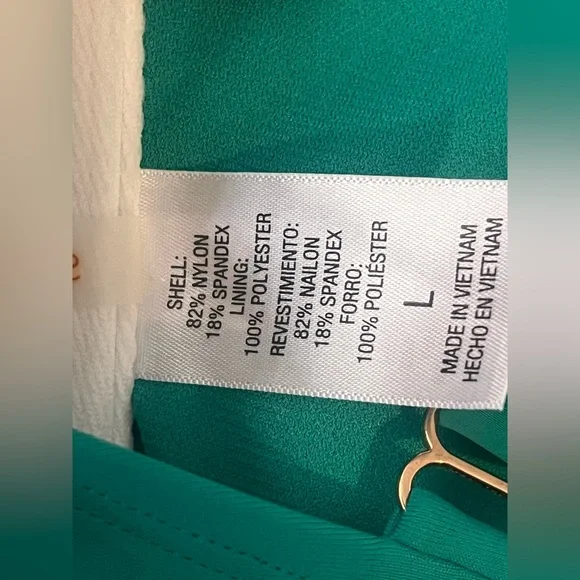 SHELL:
82% NYLON
18% SPANDEX
LINING:
100% POLYESTER
REVESTIMIENTO:
82% NAILON
18% SPANDEX
FORRO:
100% POLIÉSTER
L
MADE IN VIETNAM
HECHO EN VIETNAM